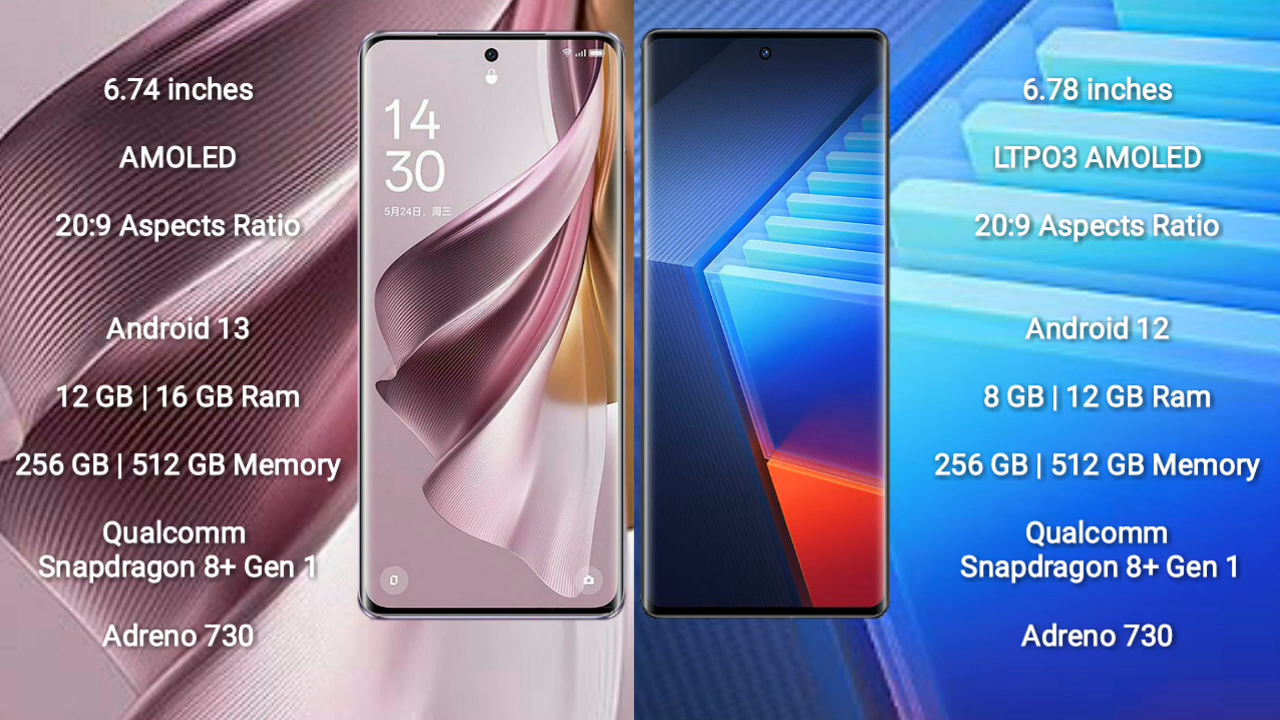 6.74 inches
AMOLED
20:9 Aspects Ratio
Android 13
12 GB | 16 GB Ram
256 GB | 512 GB Memory
Qualcomm
Snapdragon 8+ Gen 1
Adreno 730
14
30
5月24日，周三
6.78 inches
LTPO3 AMOLED
20:9 Aspects Ratio
Android 12
8 GB | 12 GB Ram
256 GB | 512 GB Memory
Qualcomm
Snapdragon 8+ Gen 1
Adreno 730